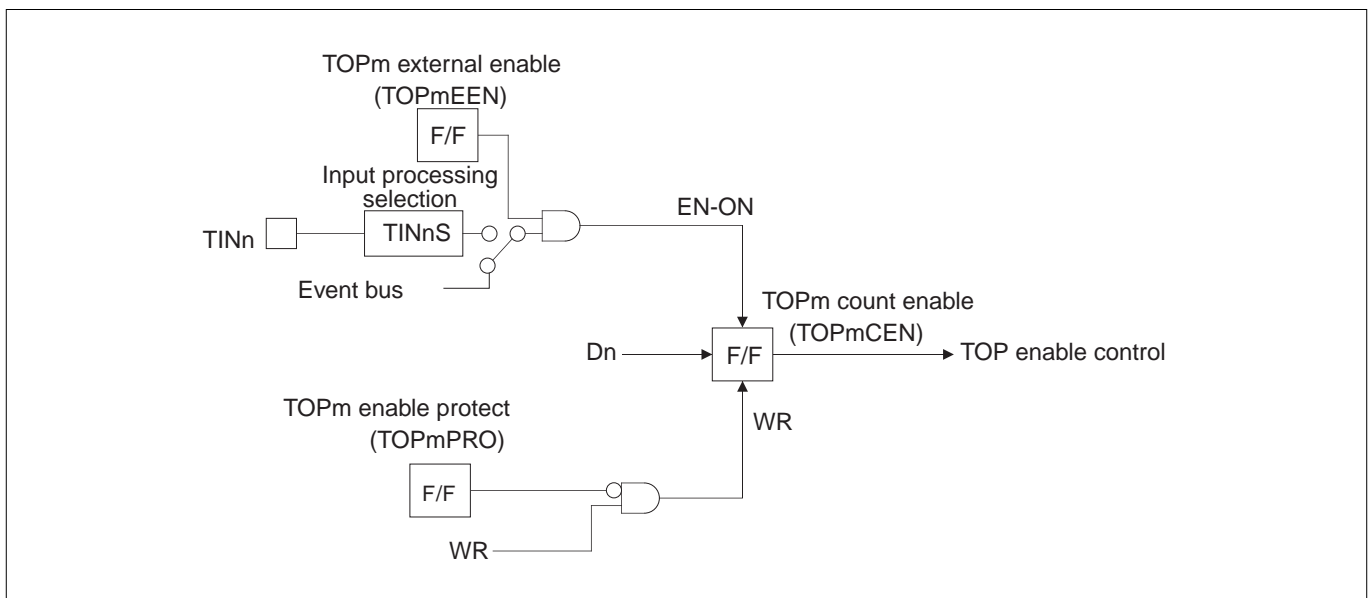 TOPm external enable
(TOPmEEN)
F/F
Input processing
selection
TINn
TINnS
EN-ON
Event bus
TOPm count enable
(TOPmCEN)
Dn
F/F
TOP enable control
TOPm enable protect
(TOPmPRO)
WR
F/F
WR